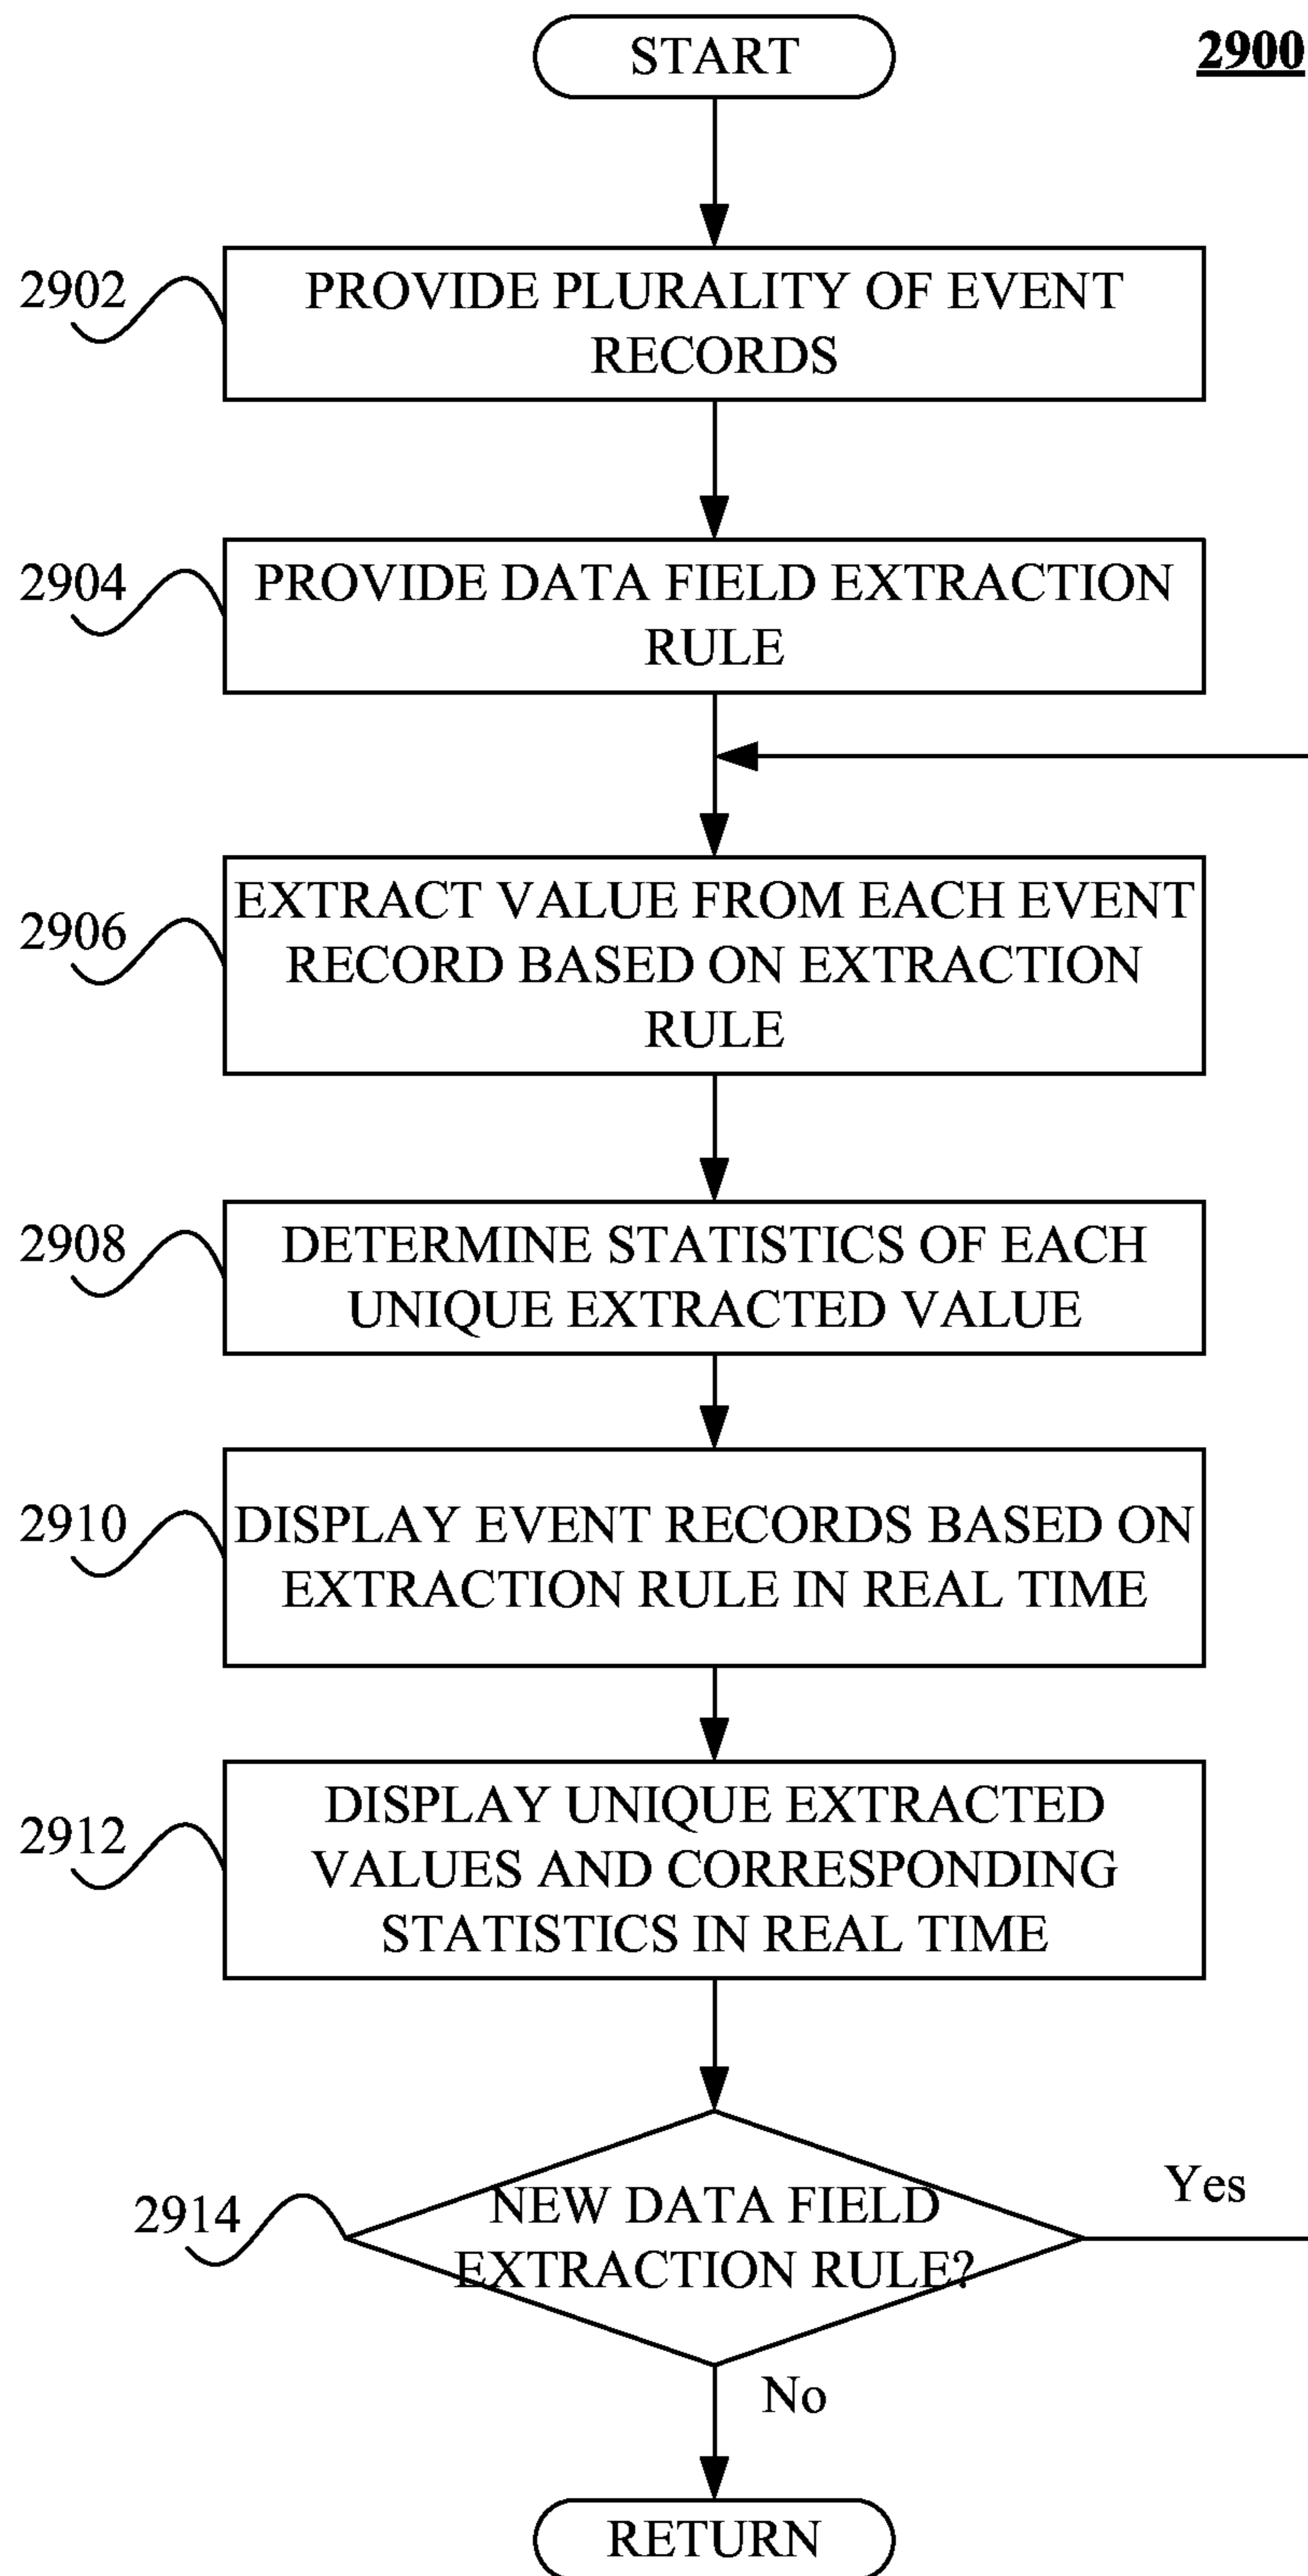 START
2900
2902
PROVIDE PLURALITY OF EVENT
RECORDS
2904
PROVIDE DATA FIELD EXTRACTION
RULE
2906
EXTRACT VALUE FROM EACH EVENT
RECORD BASED ON EXTRACTION
RULE
2908
DETERMINE STATISTICS OF EACH
UNIQUE EXTRACTED VALUE
2910
DISPLAY EVENT RECORDS BASED ON
EXTRACTION RULE IN REAL TIME
2912
DISPLAY UNIQUE EXTRACTED
VALUES AND CORRESPONDING
STATISTICS IN REAL TIME
2914
NEW DATA FIELD
EXTRACTION RULE?
Yes
No
RETURN